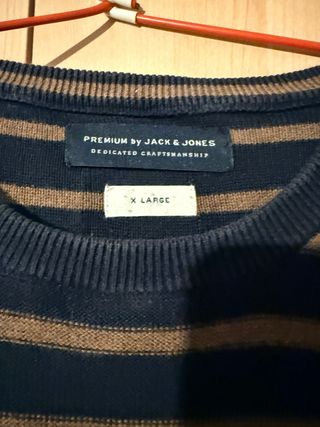 PREMIUM by JACK & JONES
DEDICATED CRAFTSMANSHIP
X LARGE